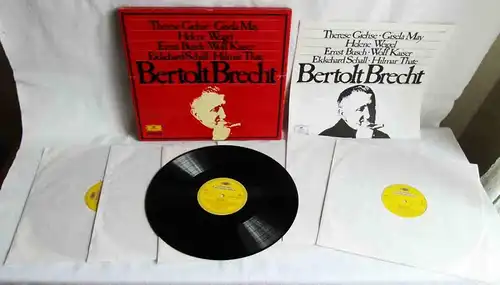 Therese Giehse · Gisela May
Helene Weigel
Ernst Busch · Wolf Kaiser
Ekkehard Schall · Hilmar Thate
Bertolt Brecht
Therese Giehse · Gisela May
Helene Weigel
Ernst Busch · Wolf Kaiser
Ekkehard Schall · Hilmar Thate
Bertolt Brecht